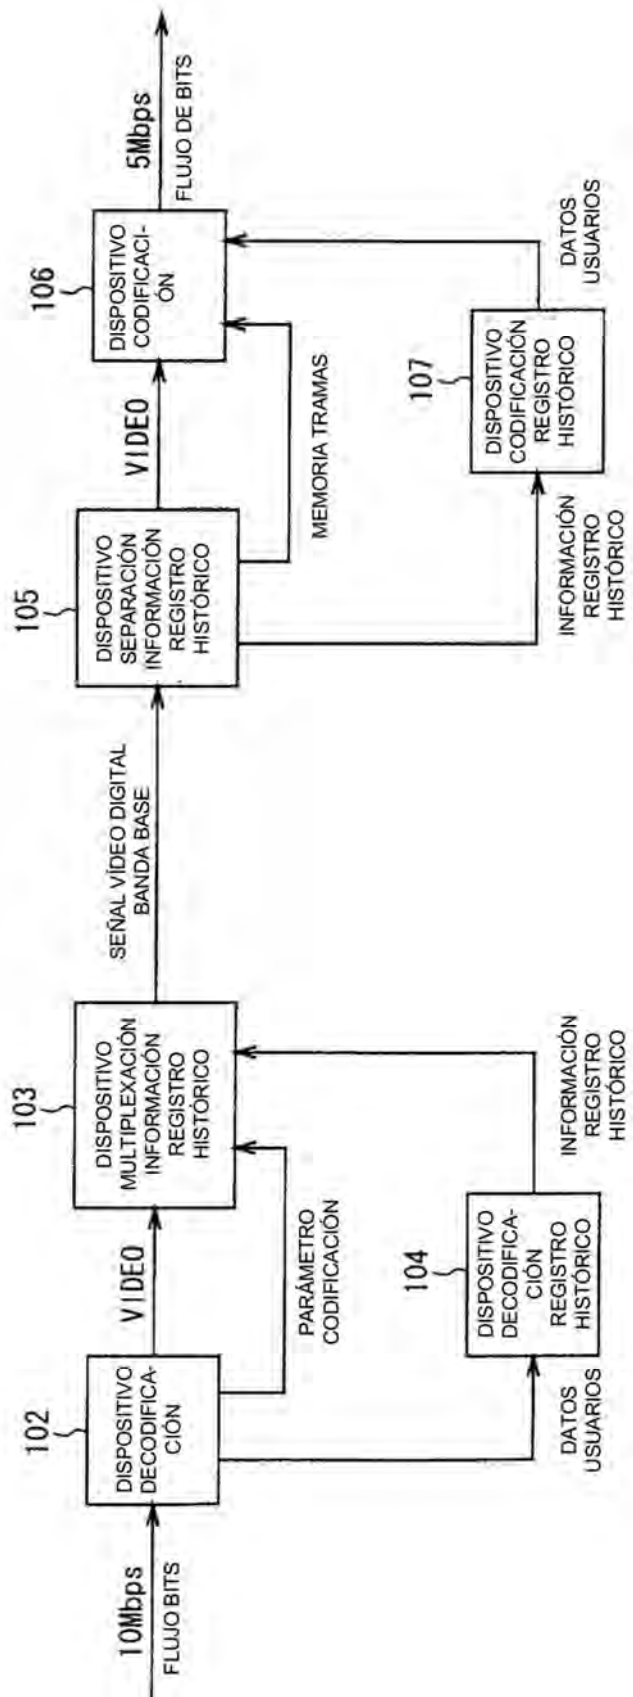 10Mbps
FLUJO BITS
102
DISPOSITIVO
DECODIFICA-
CIÓN
VIDEO
PARÁMETRO
CODIFICACIÓN
DATOS
USUARIOS
104
DISPOSITIVO
DECODIFICA-
CIÓN
REGISTRO
HISTÓRICO
INFORMACIÓN
REGISTRO
HISTÓRICO
103
DISPOSITIVO
MULTIPLEXACIÓN
INFORMACIÓN
REGISTRO
HISTÓRICO
SEÑAL VÍDEO DIGITAL
BANDA BASE
105
DISPOSITIVO
SEPARACIÓN
INFORMACIÓN
REGISTRO
HISTÓRICO
VIDEO
MEMORIA TRAMAS
INFORMACIÓN
REGISTRO
HISTÓRICO
107
DISPOSITIVO
CODIFICACIÓN
REGISTRO
HISTÓRICO
DATOS
USUARIOS
106
DISPOSITIVO
CODIFICACI-
ÓN
5Mbps
FLUJO DE BITS